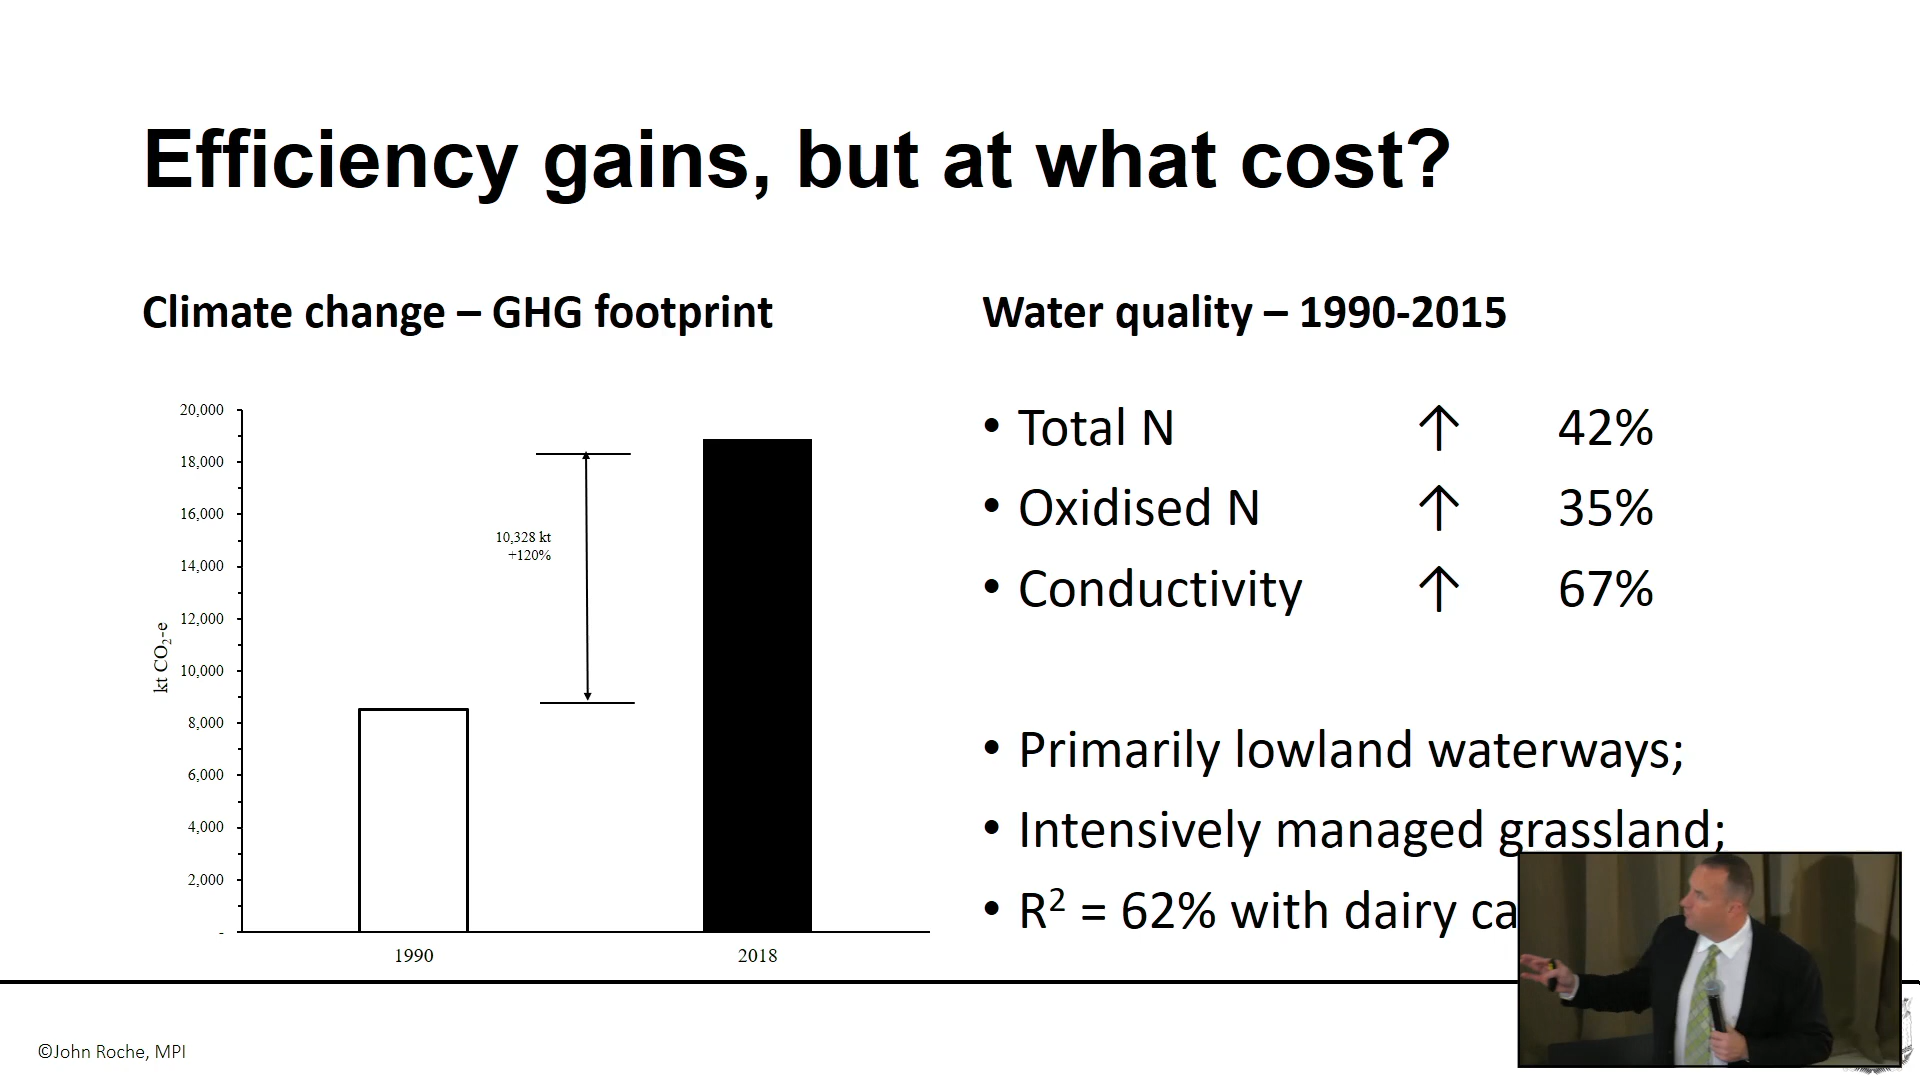 Efficiency gains, but at what cost?
Climate change – GHG footprint
20,000
18,000
16,000
14,000
12,000
10,000
8,000
6,000
4,000
2,000
-
kt CO₂-e
10,328 kt
+120%
1990
2018
Water quality – 1990-2015
• Total N ↑ 42%
• Oxidised N ↑ 35%
• Conductivity ↑ 67%
• Primarily lowland waterways;
• Intensively managed grassland;
• R² = 62% with dairy
©John Roche, MPI